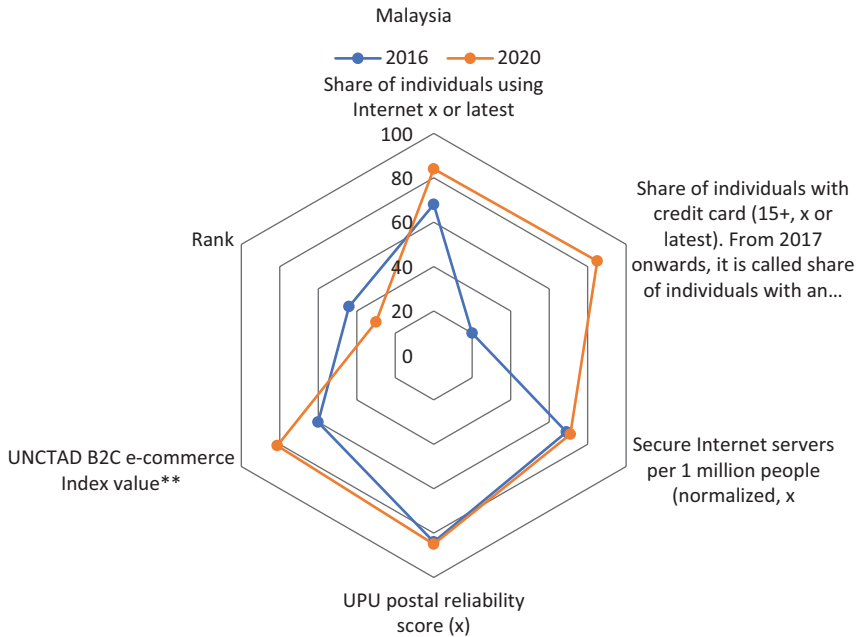 Malaysia
2016 2020
Share of individuals using
Internet x or latest
100
80
60
40
20
0
Share of individuals with
credit card (15+, x or
latest). From 2017
onwards, it is called share
of individuals with an…
Secure Internet servers
per 1 million people
(normalized, x
UPU postal reliability
score (x)
UNCTAD B2C e-commerce
Index value**
Rank